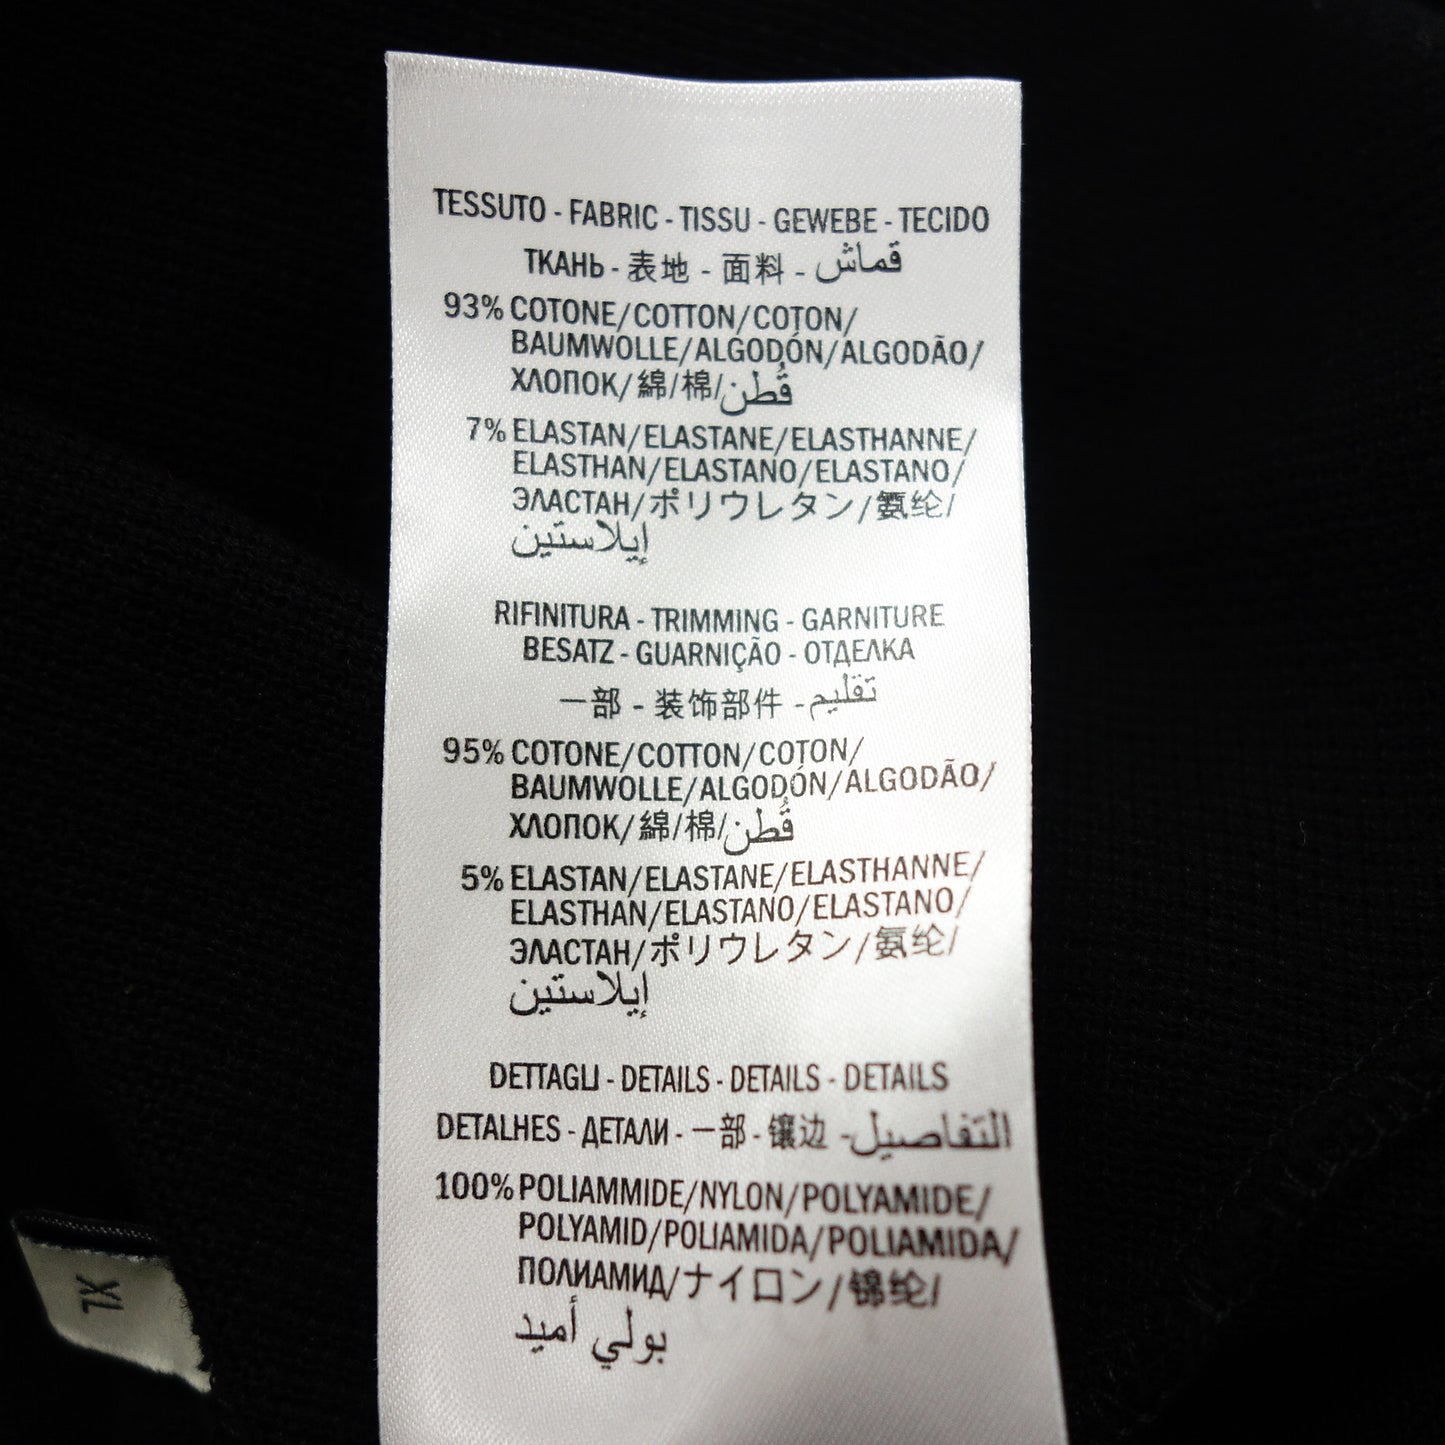 TESSUTO - FABRIC - TISSU - GEWEBE - TECIDO
ТКАНЬ - 表地 - 面料 - قماش
93% COTONE/COTTON/COTON/
BAUMWOLLE/ALGODÓN/ALGODÃO/
ХЛОПОК/綿/棉/قُطن
7% ELASTAN/ELASTANE/ELASTHANNE/
ELASTHAN/ELASTANO/ELASTANO/
ЭЛАСТАН/ポリウレタン/氨纶/
إيلاستين
RIFINITURA - TRIMMING - GARNITURE
BESATZ - GUARNIÇÃO - ОТДЕЛКА
一部 - 装饰部件 - تقليم
95% COTONE/COTTON/COTON/
BAUMWOLLE/ALGODÓN/ALGODÃO/
ХЛОПОК/綿/棉/قُطن
5% ELASTAN/ELASTANE/ELASTHANNE/
ELASTHAN/ELASTANO/ELASTANO/
ЭЛАСТАН/ポリウレタン/氨纶/
إيلاستين
DETTAGLI - DETAILS - DETAILS - DETAILS
DETALHES - ДЕТАЛИ - 一部 - 镶边 - التفاصيل
100% POLIAMMIDE/NYLON/POLYAMIDE/
POLYAMID/POLIAMIDA/POLIAMIDA/
ПОЛИАМИД/ナイロン/锦纶/
بولي أميد
XL